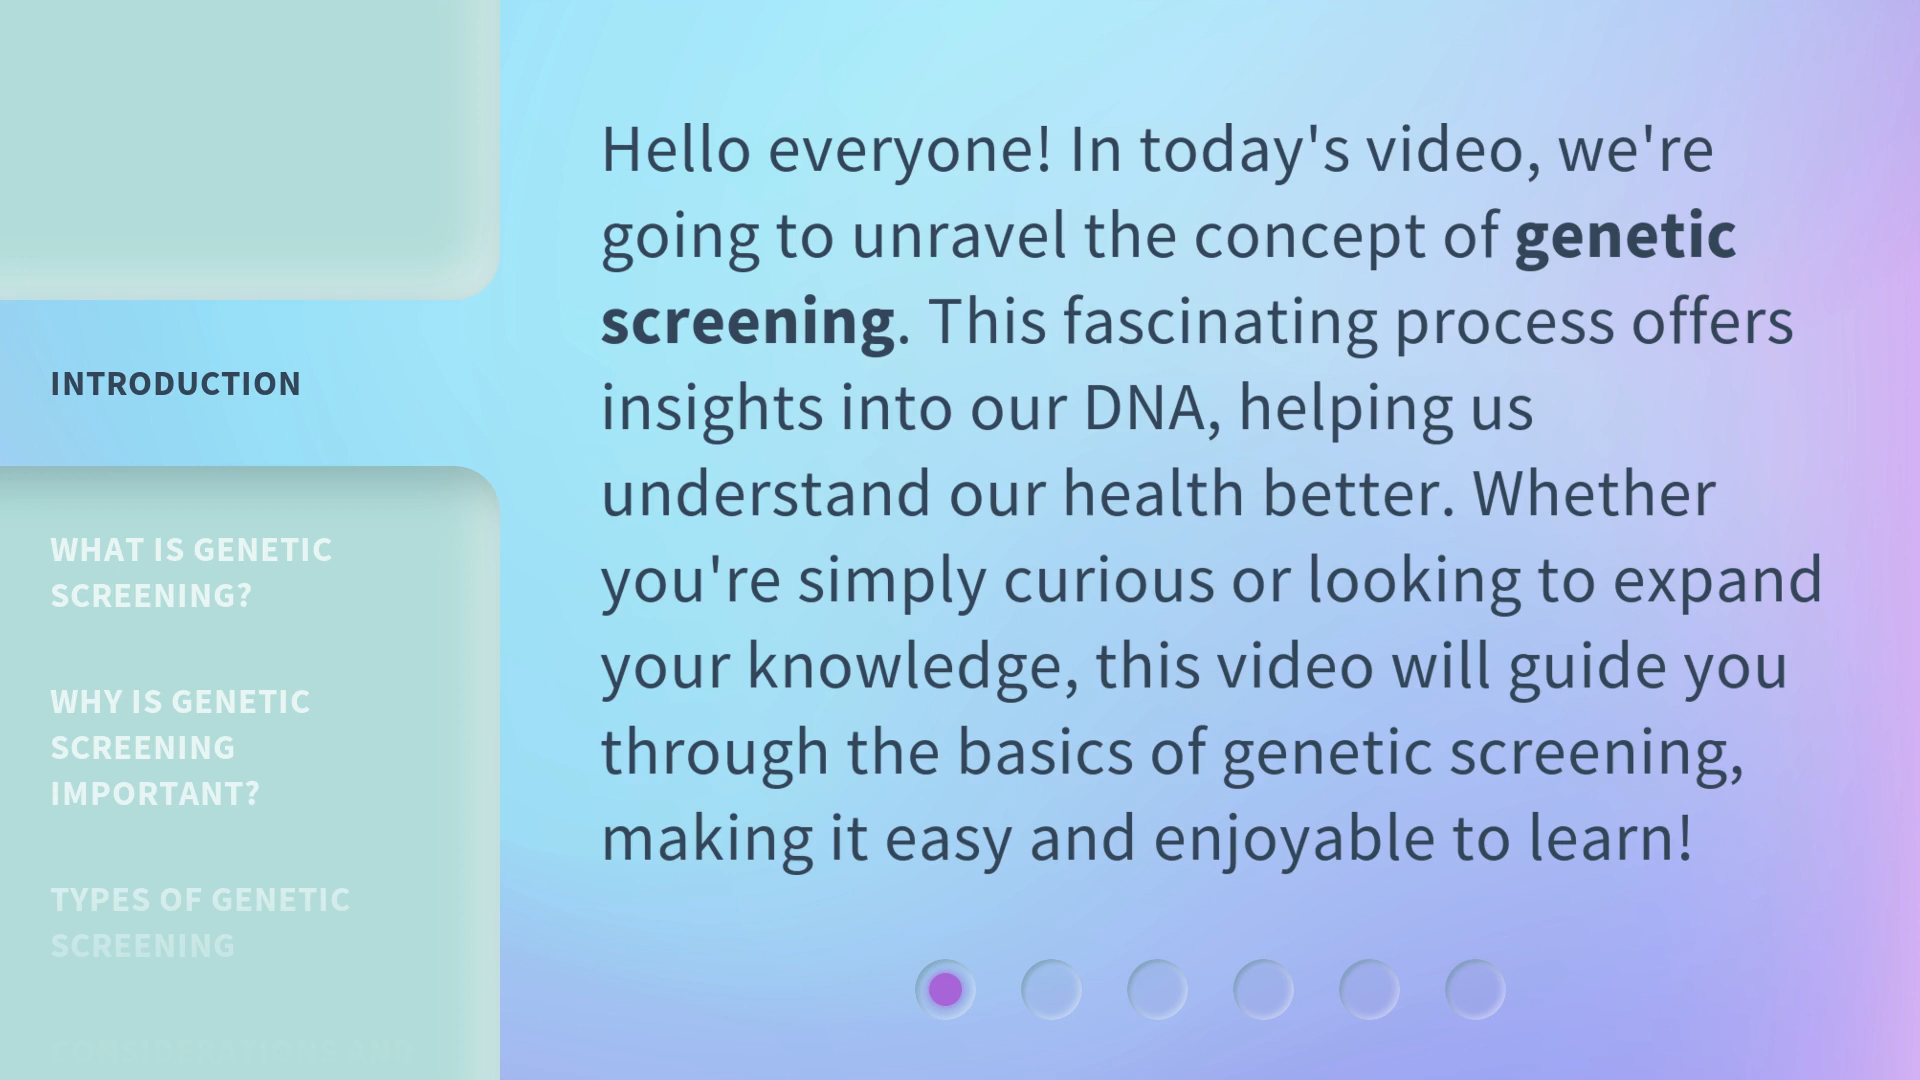 INTRODUCTION
WHAT IS GENETIC
SCREENING?
WHY IS GENETIC
SCREENING
IMPORTANT?
TYPES OF GENETIC
SCREENING
CONSIDERATIONS AND
Hello everyone! In today's video, we're
going to unravel the concept of genetic
screening. This fascinating process offers
insights into our DNA, helping us
understand our health better. Whether
you're simply curious or looking to expand
your knowledge, this video will guide you
through the basics of genetic screening,
making it easy and enjoyable to learn!